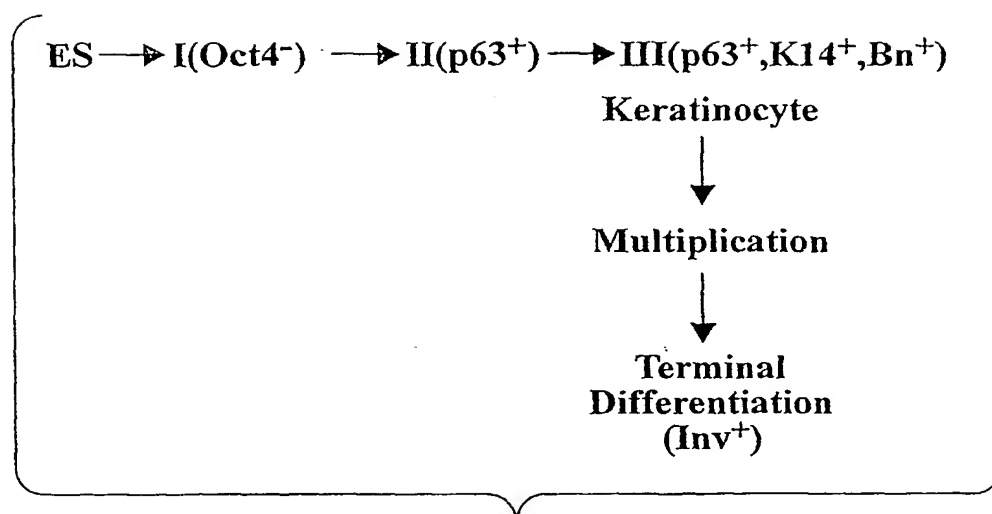 ES → I(Oct4⁻) → II(p63⁺) → III(p63⁺,K14⁺,Bn⁺)
Keratinocyte
Multiplication
Terminal
Differentiation
(Inv⁺)